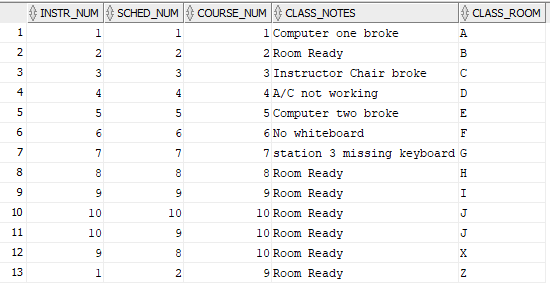 INSTR_NUM SCHED_NUM COURSE_NUM CLASS_NOTES CLASS_ROOM
1 1 1 1 Computer one broke A
2 2 2 2 Room Ready B
3 3 3 3 Instructor Chair broke C
4 4 4 4 A/C not working D
5 5 5 5 Computer two broke E
6 6 6 6 No whiteboard F
7 7 7 7 station 3 missing keyboard G
8 8 8 8 Room Ready H
9 9 9 9 Room Ready I
10 10 10 10 Room Ready J
11 10 9 10 Room Ready J
12 9 8 10 Room Ready X
13 1 2 9 Room Ready Z